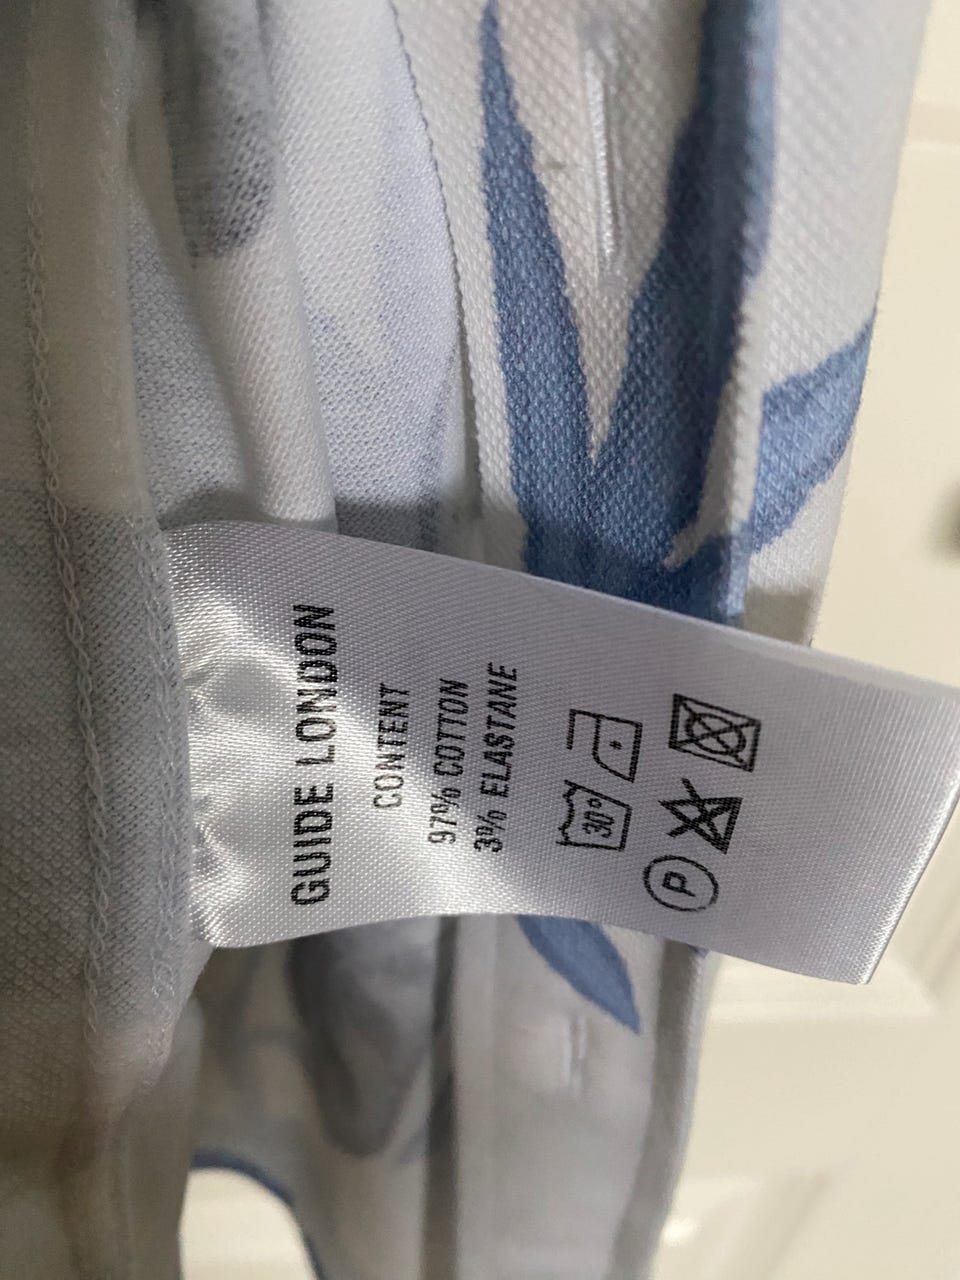 GUIDE LONDON
CONTENT
97% COTTON
3% ELASTANE
30°
P